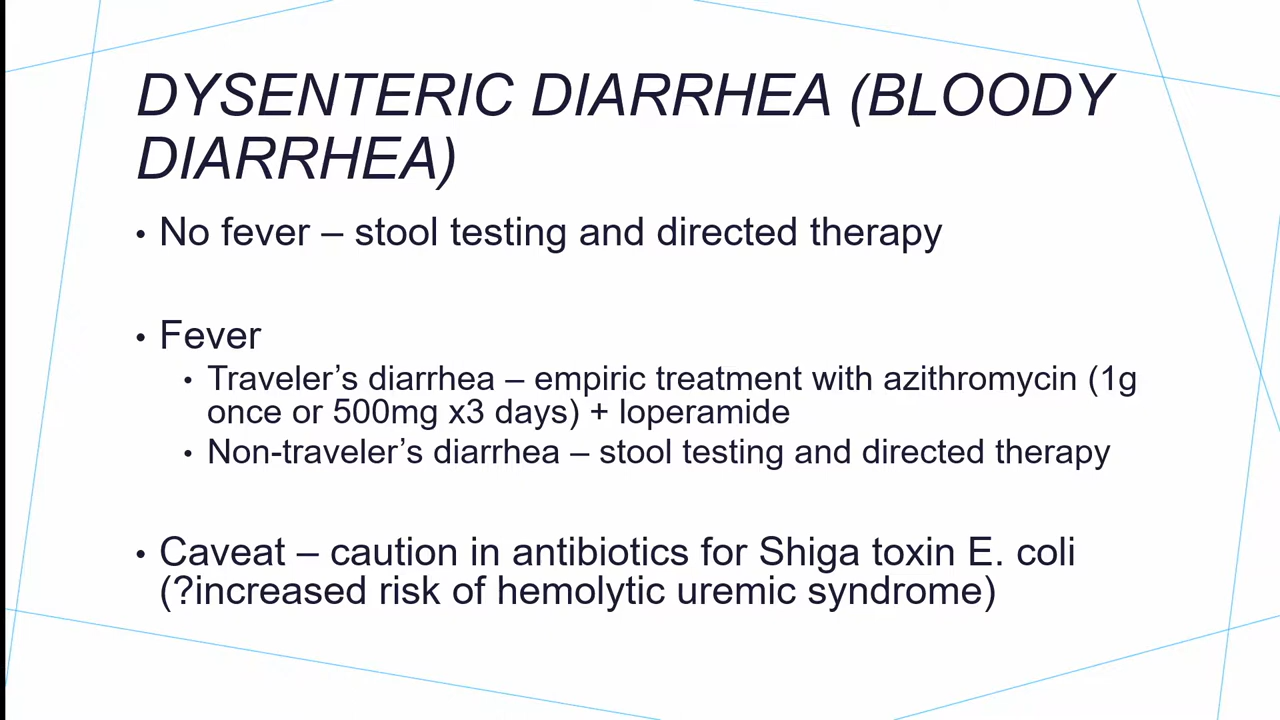 DYSENTERIC DIARRHEA (BLOODY
DIARRHEA)
• No fever – stool testing and directed therapy
• Fever
• Traveler’s diarrhea – empiric treatment with azithromycin (1g
once or 500mg x3 days) + loperamide
• Non-traveler’s diarrhea – stool testing and directed therapy
• Caveat – caution in antibiotics for Shiga toxin E. coli
(?increased risk of hemolytic uremic syndrome)